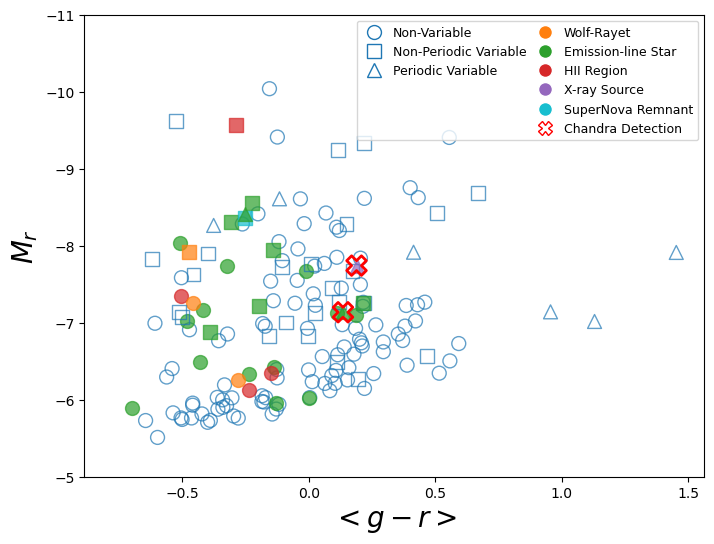 −11
−10
−9
−8
−7
−6
−5
M_r
Non-Variable
Non-Periodic Variable
Periodic Variable
Wolf-Rayet
Emission-line Star
HII Region
X-ray Source
SuperNova Remnant
Chandra Detection
−0.5 0.0 0.5 1.0 1.5
< g − r >